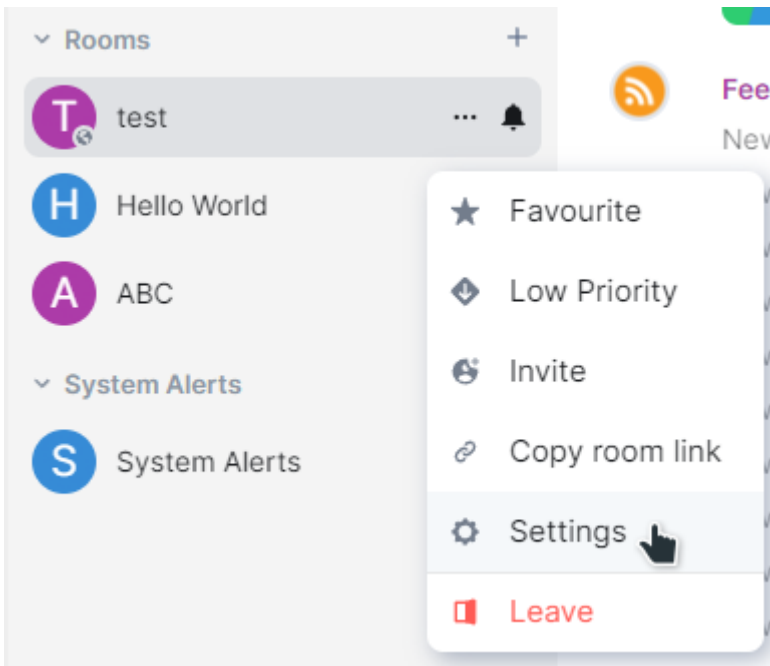 Rooms
T test
H Hello World
A ABC
System Alerts
S System Alerts
Favourite
Low Priority
Invite
Copy room link
Settings
Leave